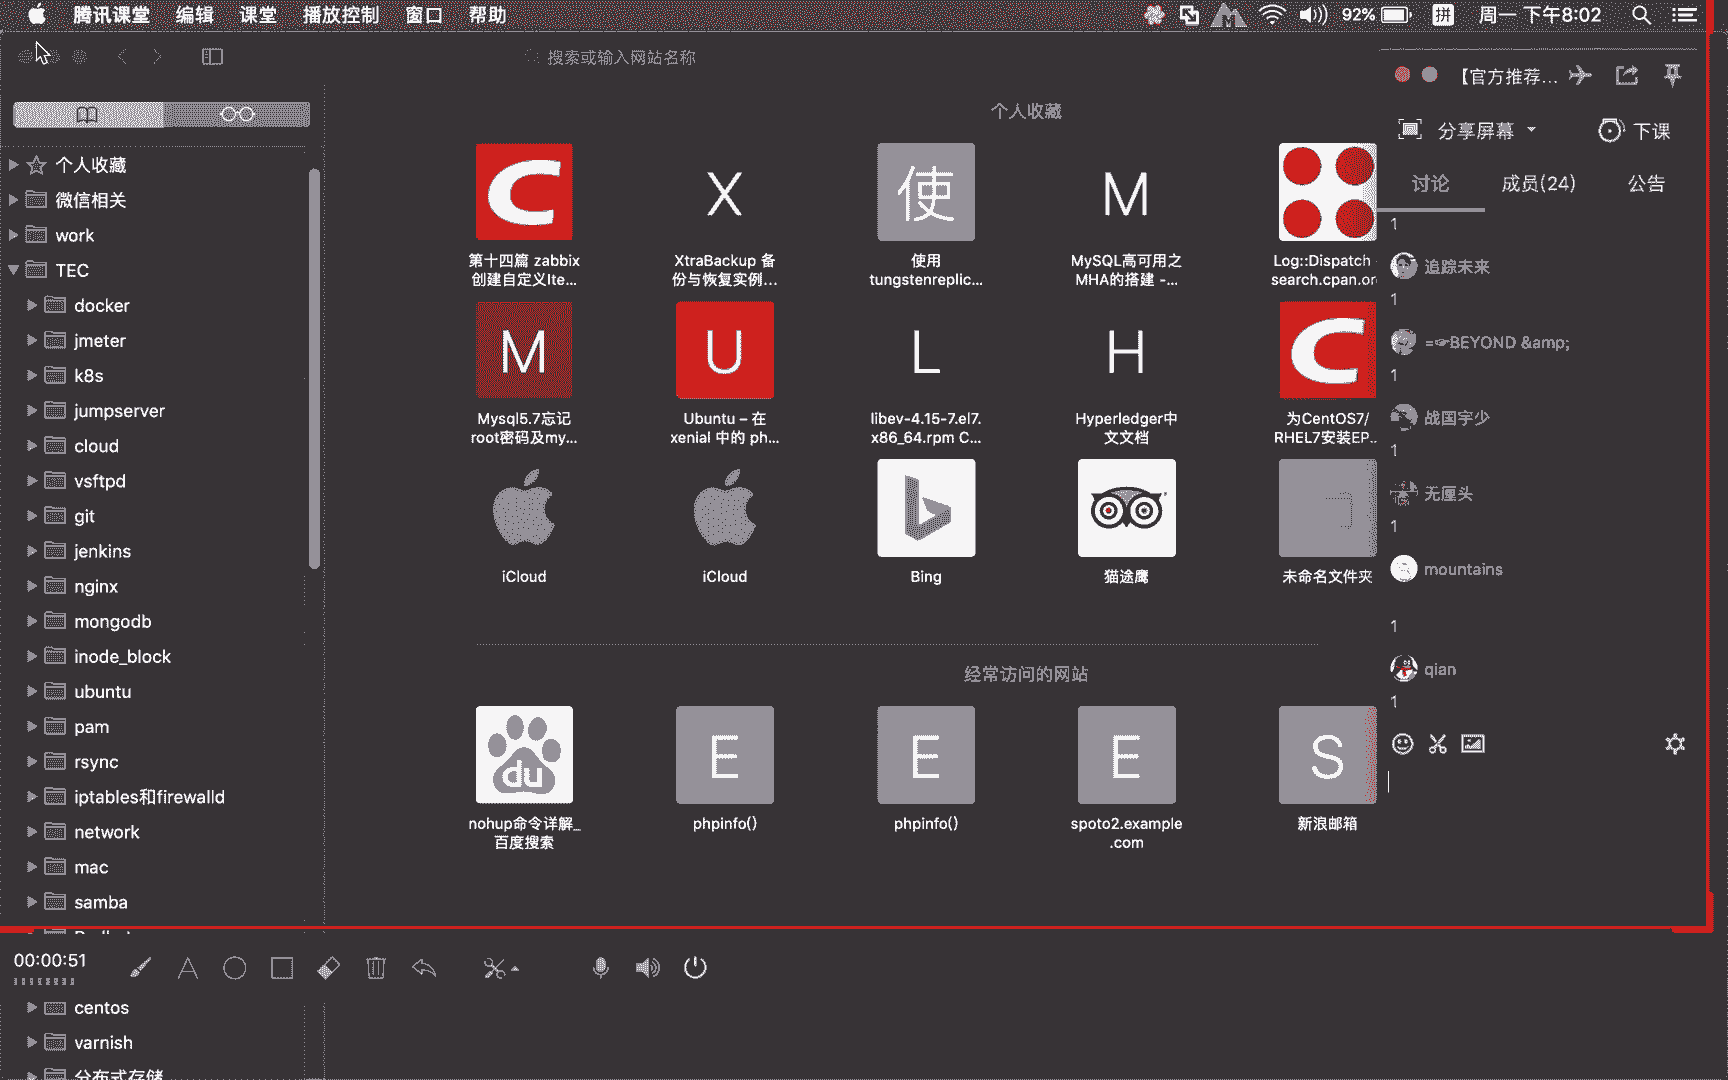 腾讯课堂 编辑 课堂 播放控制 窗口 帮助 92% 拼 周一 下午8:02
搜索或输入网站名称
个人收藏
微信相关
work
TEC
docker
jmeter
k8s
jumpserver
cloud
vsftpd
git
jenkins
nginx
mongodb
inode_block
ubuntu
pam
rsync
iptables和firewalld
network
mac
samba
centos
varnish
分布式存储
个人收藏
C
X
使
M
第十四篇 zabbix
创建自定义Ite...
XtraBackup 备
份与恢复实例...
使用
tungstenreplic...
MySQL高可用之
MHA的搭建 -...
Log::Dispatch -
search.cpan.or
M
U
L
H
C
Mysql5.7忘记
root密码及my...
Ubuntu – 在
xenial 中的 ph...
libev-4.15-7.el7.
x86_64.rpm C...
Hyperledger中
文文档
为CentOS7/
RHEL7安装EP..
iCloud
iCloud
Bing
猫途鹰
未命名文件夹
经常访问的网站
du
E
E
E
S
nohup命令详解_
百度搜索
phpinfo()
phpinfo()
spoto2.example
.com
新浪邮箱
【官方推荐...
分享屏幕
下课
讨论
成员(24)
公告
1
追踪未来
1
=☞BEYOND &amp;
1
战国宇少
1
无厘头
1
mountains
1
qian
1
00:00:51
A